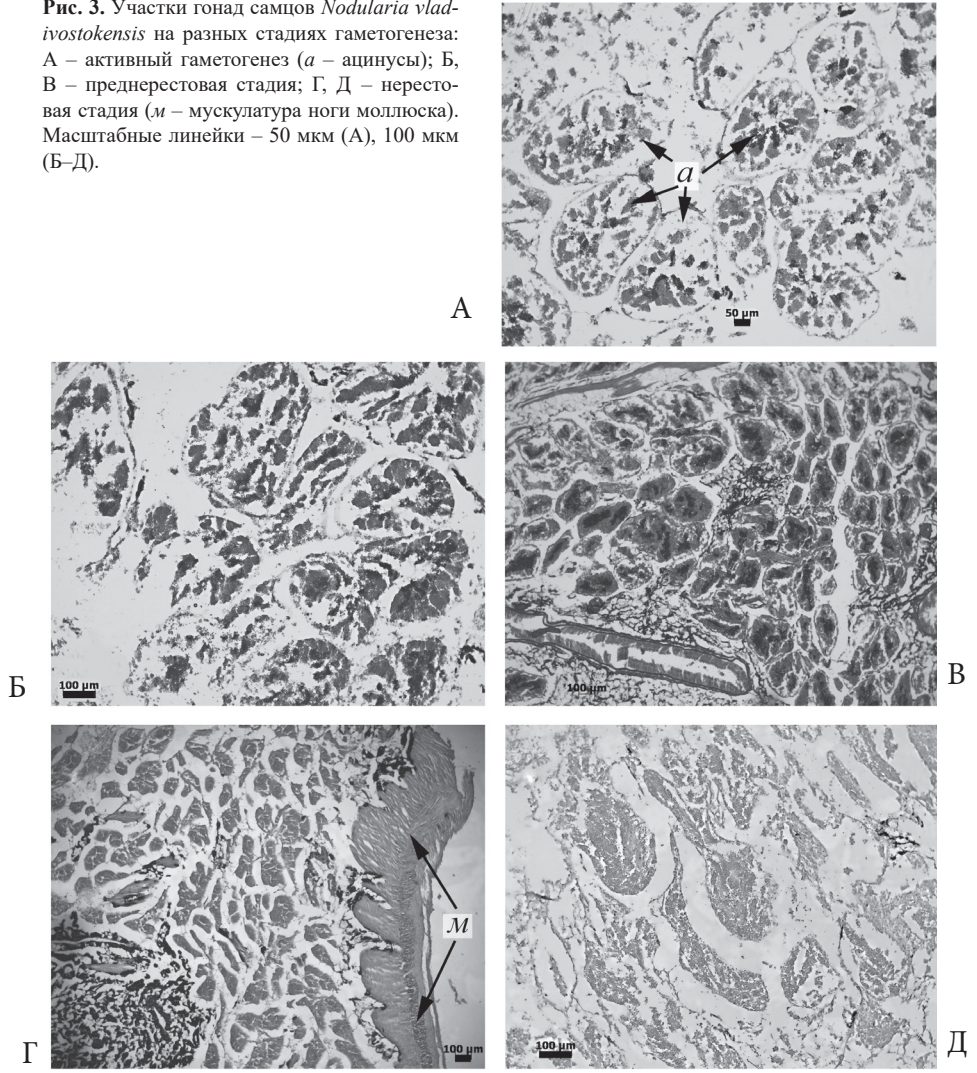 Рис. 3. Участки гонад самцов Nodularia vlad-
ivostokensis на разных стадиях гаметогенеза:
А – активный гаметогенез (а – ацинусы); Б,
В – преднерестовая стадия; Г, Д – нересто-
вая стадия (м – мускулатура ноги моллюска).
Масштабные линейки – 50 мкм (А), 100 мкм
(Б–Д).
а
50 µm
А
100 µm
Б
100 µm
В
м
100 µm
Г
100 µm
Д